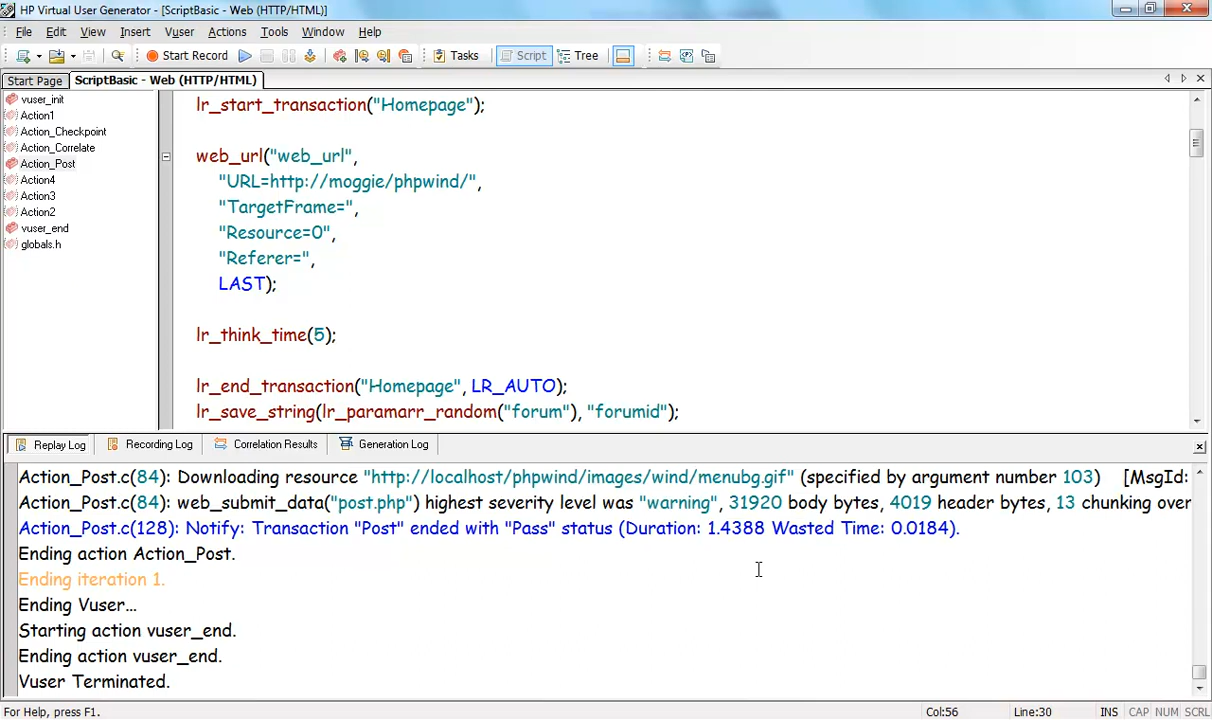 HP Virtual User Generator - [ScriptBasic - Web (HTTP/HTML)]
File Edit View Insert Vuser Actions Tools Window Help
Start Record Tasks Script Tree
Start Page ScriptBasic - Web (HTTP/HTML)
vuser_init
Action1
Action_Checkpoint
Action_Correlate
Action_Post
Action4
Action3
Action2
vuser_end
globals.h
lr_start_transaction("Homepage");
web_url("web_url",
"URL=http://moggie/phpwind/",
"TargetFrame=",
"Resource=0",
"Referer=",
LAST);
lr_think_time(5);
lr_end_transaction("Homepage", LR_AUTO);
lr_save_string(lr_paramarr_random("forum"), "forumid");
Replay Log Recording Log Correlation Results Generation Log
Action_Post.c(84): Downloading resource "http://localhost/phpwind/images/wind/menubg.gif" (specified by argument number 103) [MsgId:
Action_Post.c(84): web_submit_data("post.php") highest severity level was "warning", 31920 body bytes, 4019 header bytes, 13 chunking over
Action_Post.c(128): Notify: Transaction "Post" ended with "Pass" status (Duration: 1.4388 Wasted Time: 0.0184).
Ending action Action_Post.
Ending iteration 1.
Ending Vuser...
Starting action vuser_end.
Ending action vuser_end.
Vuser Terminated.
For Help, press F1. Col:56 Line:30 INS CAP NUM SCRL